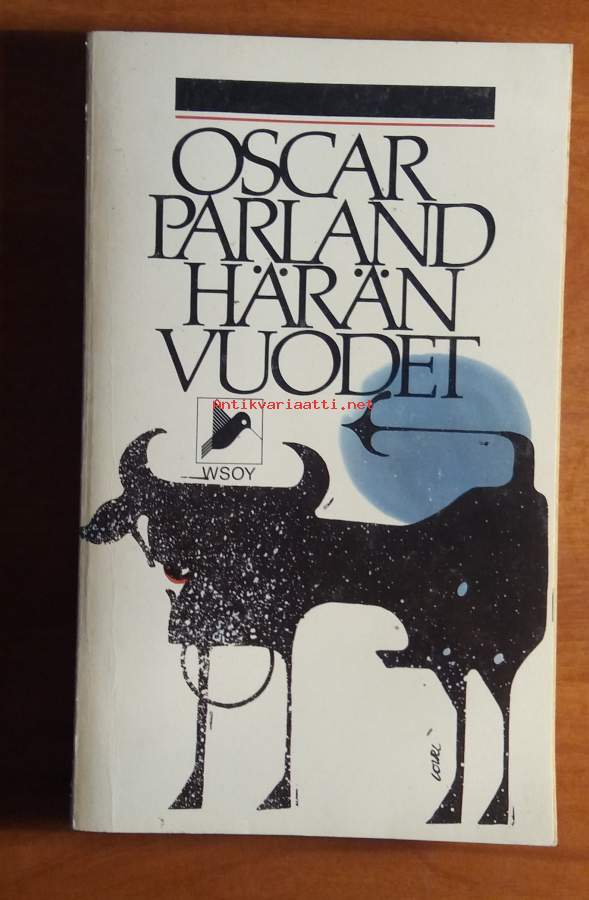 OSCAR
PARLAND
HÄRÄN
VUODET
Antikvariaatti.net
WSOY